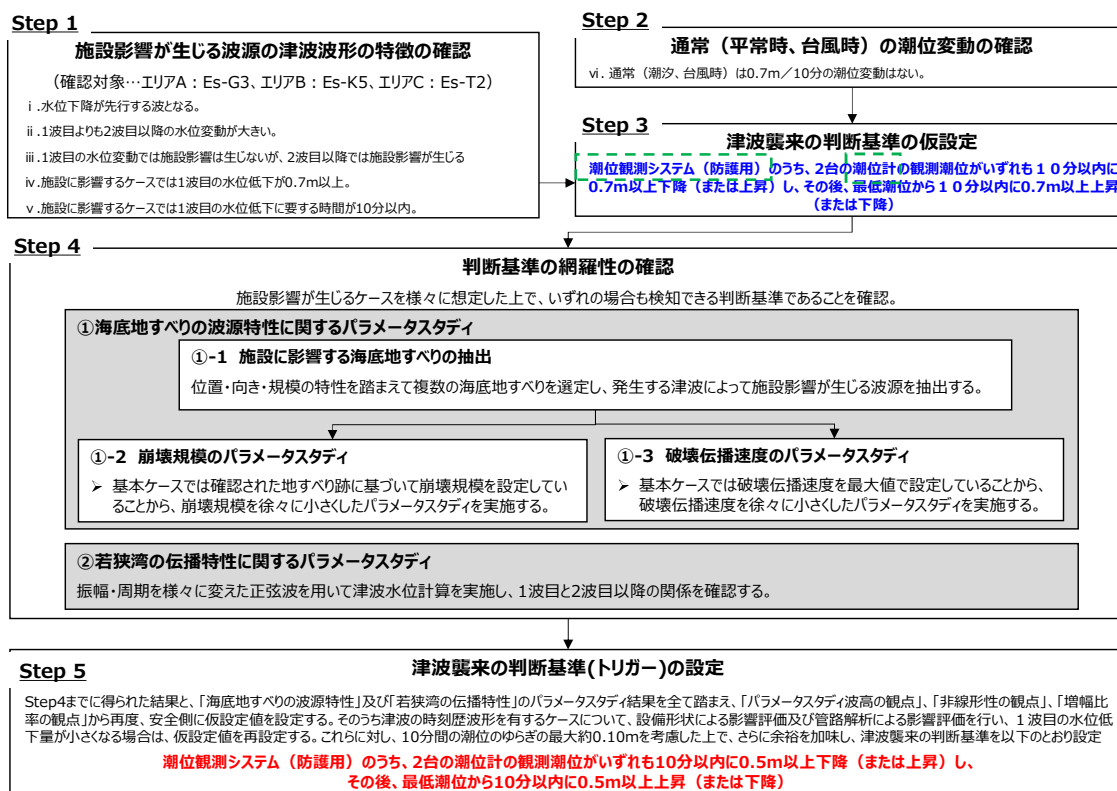 Step 1
施設影響が生じる波源の津波波形の特徴の確認
（確認対象…エリアA：Es-G3、エリアB：Es-K5、エリアC：Es-T2）
ⅰ.水位下降が先行する波となる。
ⅱ.1波目よりも2波目以降の水位変動が大きい。
ⅲ.1波目の水位変動では施設影響は生じないが、2波目以降では施設影響が生じる
ⅳ.施設に影響するケースでは1波目の水位低下が0.7m以上。
ⅴ.施設に影響するケースでは1波目の水位低下に要する時間が10分以内。
Step 2
通常（平常時、台風時）の潮位変動の確認
ⅵ. 通常（潮汐、台風時）は0.7m／10分の潮位変動はない。
Step 3
津波襲来の判断基準の仮設定
潮位観測システム（防護用）のうち、2台の潮位計の観測潮位がいずれも１０分以内に
0.7m以上下降（または上昇）し、その後、最低潮位から１０分以内に0.7m以上上昇
（または下降）
Step 4
判断基準の網羅性の確認
施設影響が生じるケースを様々に想定した上で、いずれの場合も検知できる判断基準であることを確認。
①海底地すべりの波源特性に関するパラメータスタディ
①-1 施設に影響する海底地すべりの抽出
位置・向き・規模の特性を踏まえて複数の海底地すべりを選定し、発生する津波によって施設影響が生じる波源を抽出する。
①-2 崩壊規模のパラメータスタディ
➢ 基本ケースでは確認された地すべり跡に基づいて崩壊規模を設定してい
ることから、崩壊規模を徐々に小さくしたパラメータスタディを実施する。
①-3 破壊伝播速度のパラメータスタディ
➢ 基本ケースでは破壊伝播速度を最大値で設定していることから、
破壊伝播速度を徐々に小さくしたパラメータスタディを実施する。
②若狭湾の伝播特性に関するパラメータスタディ
振幅・周期を様々に変えた正弦波を用いて津波水位計算を実施し、1波目と2波目以降の関係を確認する。
Step 5
津波襲来の判断基準(トリガー)の設定
Step4までに得られた結果と、「海底地すべりの波源特性」及び「若狭湾の伝播特性」のパラメータスタディ結果を全て踏まえ、「パラメータスタディ波高の観点」、「非線形性の観点」、「増幅比
率の観点」から再度、安全側に仮設定値を設定する。そのうち津波の時刻歴波形を有するケースについて、設備形状による影響評価及び管路解析による影響評価を行い、１波目の水位低
下量が小さくなる場合は、仮設定値を再設定する。これらに対し、10分間の潮位のゆらぎの最大約0.10mを考慮した上で、さらに余裕を加味し、津波襲来の判断基準を以下のとおり設定
潮位観測システム（防護用）のうち、2台の潮位計の観測潮位がいずれも10分以内に0.5m以上下降（または上昇）し、
その後、最低潮位から10分以内に0.5m以上上昇（または下降）